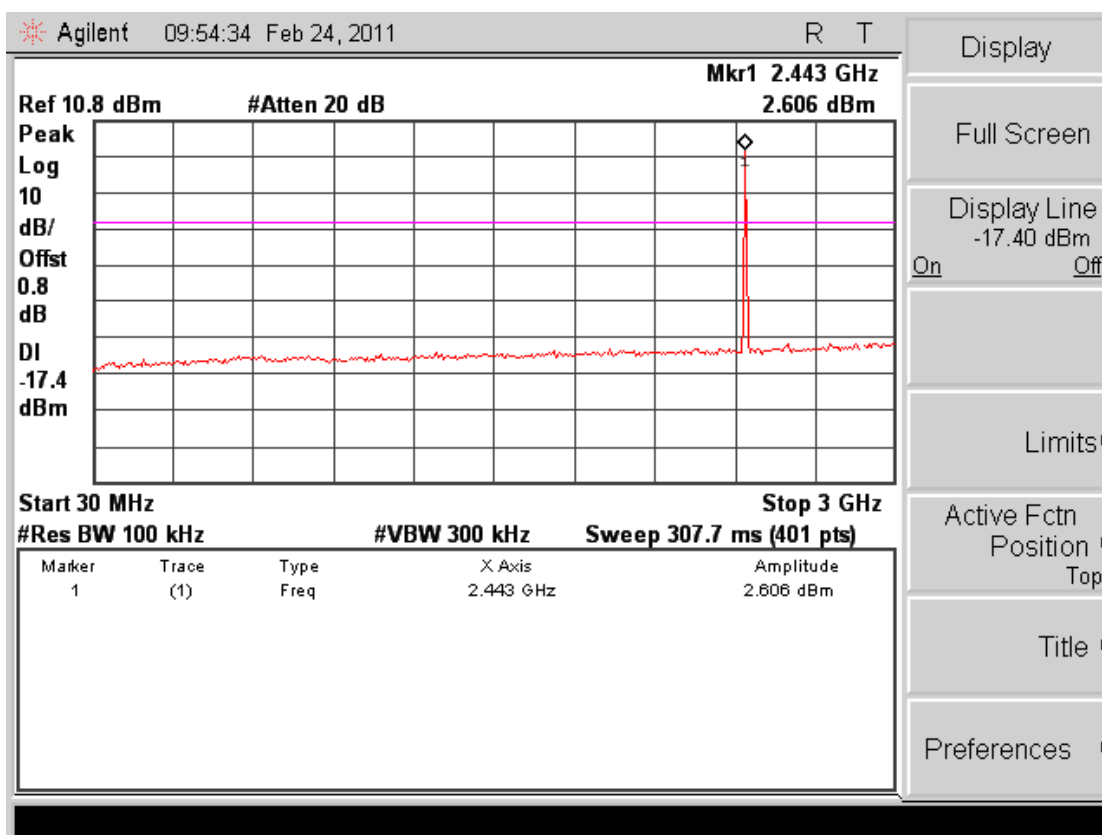 Agilent 09:54:34 Feb 24, 2011 R T
Mkr1 2.443 GHz
Ref 10.8 dBm #Atten 20 dB 2.606 dBm
Peak
Log
10
dB/
Offst
0.8
dB
DI
-17.4
dBm
1
Start 30 MHz Stop 3 GHz
#Res BW 100 kHz #VBW 300 kHz Sweep 307.7 ms (401 pts)
Marker Trace Type X Axis Amplitude
1 (1) Freq 2.443 GHz 2.606 dBm
Display
Full Screen
Display Line
-17.40 dBm
On Off
Limits
Active Fctn
Position
Top
Title
Preferences